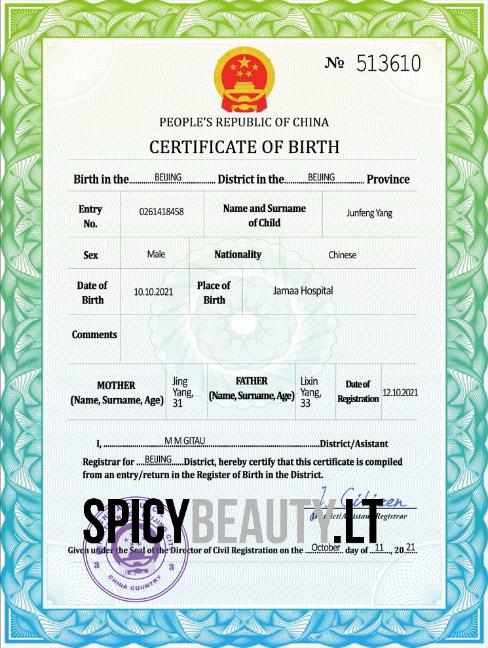 № 513610
PEOPLE'S REPUBLIC OF CHINA
CERTIFICATE OF BIRTH
Birth in the BEIJING District in the BEIJING Province
Entry No. 0261418458 Name and Surname of Child Junfeng Yang
Sex Male Nationality Chinese
Date of Birth 10.10.2021 Place of Birth Jamaa Hospital
Comments
MOTHER (Name, Surname, Age) Jing Yang, 31 FATHER (Name, Surname, Age) Lixin Yang, 33 Date of Registration 12.10.2021
I, M M GITAU District/Asistant
Registrar for BEIJING District, hereby certify that this certificate is compiled
from an entry/return in the Register of Birth in the District.
District/Assistant Registrar
SPICYBEAUTY.LT
Given under the Seal of the Director of Civil Registration on the October day of 11, 2021
3 3
CHINA COUNTRY